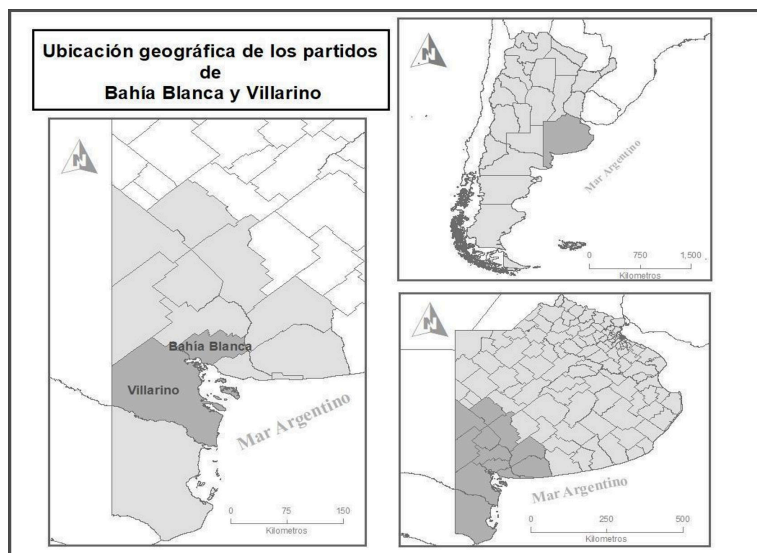 Ubicación geográfica de los partidos
de
Bahía Blanca y Villarino
N
Bahía Blanca
Villarino
Mar Argentino
0 75 150
Kilometros
N
Mar Argentino
0 750 1,500
Kilometros
N
Mar Argentino
0 250 500
Kilometros